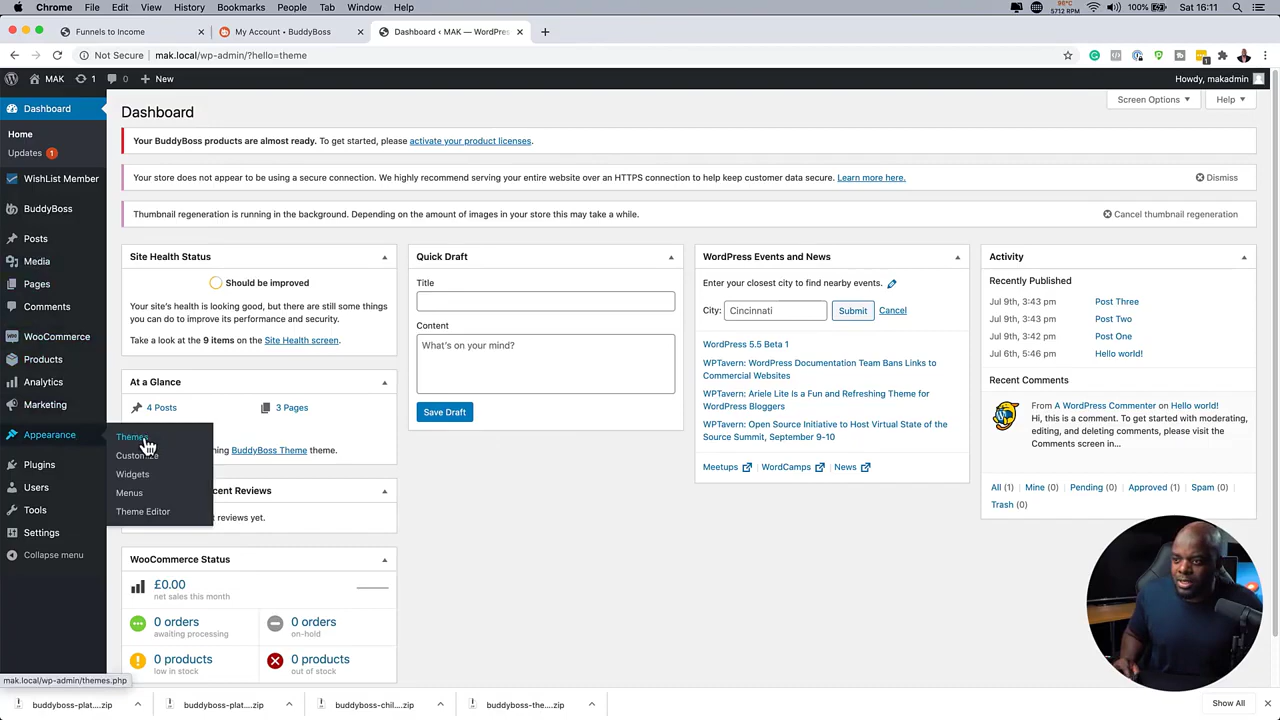 Chrome File Edit View History Bookmarks People Tab Window Help 96°C 5712 RPM 100% Sat 16:11
Funnels to Income My Account • BuddyBoss Dashboard ‹ MAK — WordPres
Not Secure mak.local/wp-admin/?hello=theme
MAK 1 0 New Howdy, makadmin
Dashboard
Home
Updates 1
WishList Member
BuddyBoss
Posts
Media
Pages
Comments
WooCommerce
Products
Analytics
Marketing
Appearance
Plugins
Users
Tools
Settings
Collapse menu
Themes
Customize
Widgets
Menus
Theme Editor
Screen Options Help
Dashboard
Your BuddyBoss products are almost ready. To get started, please activate your product licenses.
Your store does not appear to be using a secure connection. We highly recommend serving your entire website over an HTTPS connection to help keep customer data secure. Learn more here. Dismiss
Thumbnail regeneration is running in the background. Depending on the amount of images in your store this may take a while. Cancel thumbnail regeneration
Site Health Status
Should be improved
Your site's health is looking good, but there are still some things
you can do to improve its performance and security.
Take a look at the 9 items on the Site Health screen.
At a Glance
4 Posts 3 Pages
BuddyBoss Theme theme.
cent Reviews
reviews yet.
WooCommerce Status
£0.00
net sales this month
0 orders
awaiting processing
0 orders
on-hold
0 products
low in stock
0 products
out of stock
Quick Draft
Title
Content
What's on your mind?
Save Draft
WordPress Events and News
Enter your closest city to find nearby events.
City: Cincinnati Submit Cancel
WordPress 5.5 Beta 1
WPTavern: WordPress Documentation Team Bans Links to
Commercial Websites
WPTavern: Ariele Lite Is a Fun and Refreshing Theme for
WordPress Bloggers
WPTavern: Open Source Initiative to Host Virtual State of the
Source Summit, September 9-10
Meetups WordCamps News
Activity
Recently Published
Jul 9th, 3:43 pm Post Three
Jul 9th, 3:43 pm Post Two
Jul 9th, 3:42 pm Post One
Jul 6th, 5:46 pm Hello world!
Recent Comments
From A WordPress Commenter on Hello world!
Hi, this is a comment. To get started with moderating,
editing, and deleting comments, please visit the
Comments screen in…
All (1) Mine (0) Pending (0) Approved (1) Spam (0)
Trash (0)
mak.local/wp-admin/themes.php
buddyboss-plat....zip buddyboss-plat....zip buddyboss-chil....zip buddyboss-the....zip Show All